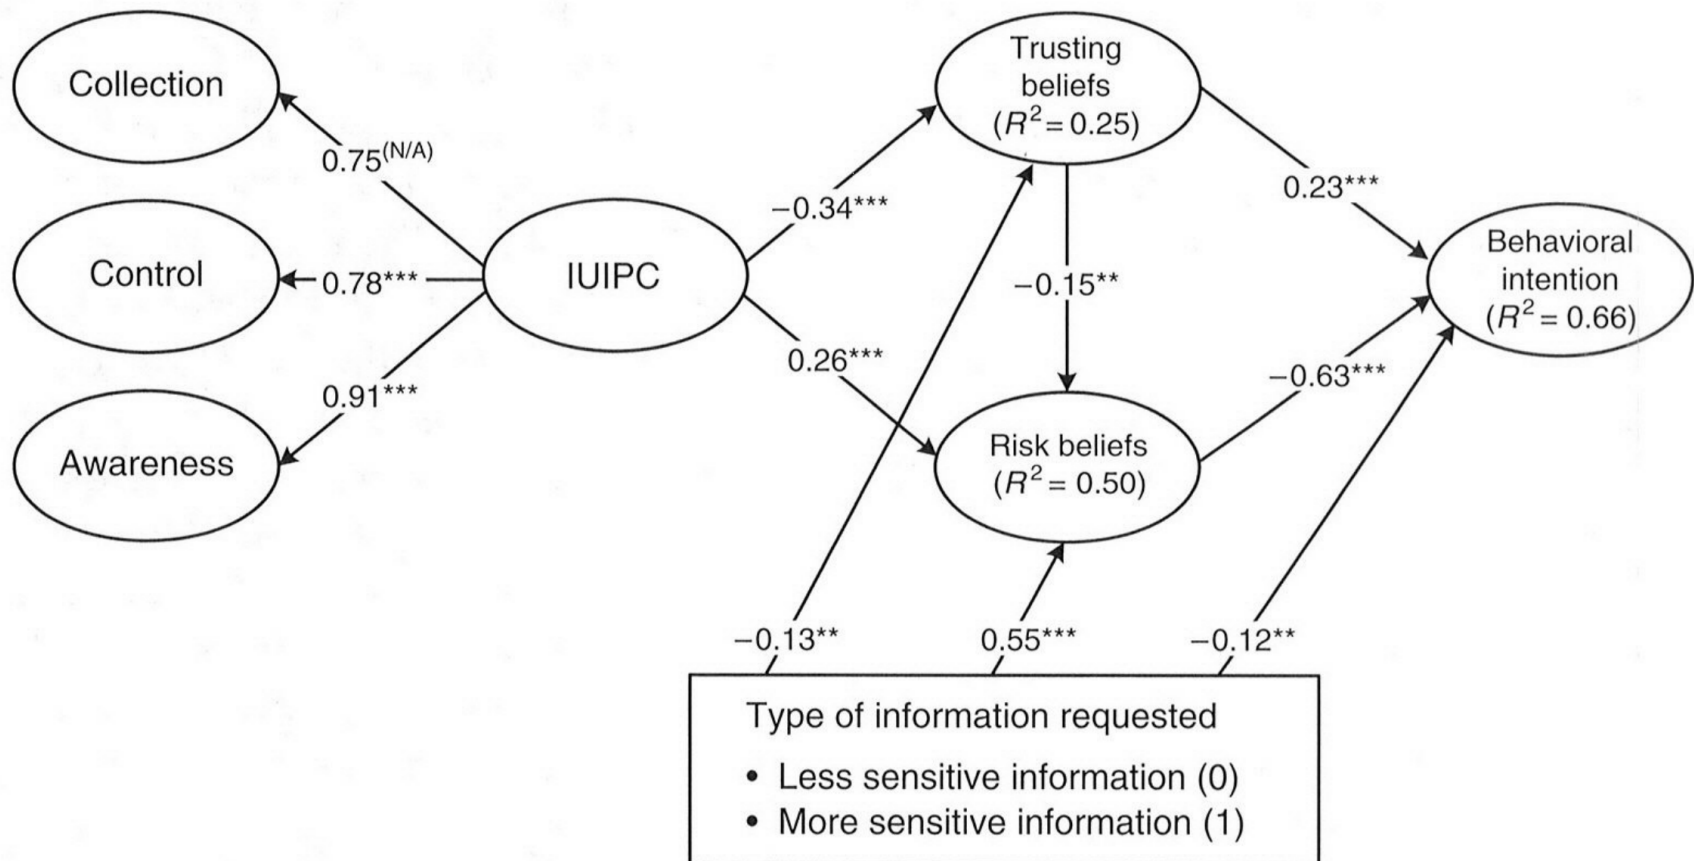 Collection
Control
Awareness
0.75(N/A)
0.78***
0.91***
IUIPC
−0.34***
0.26***
Trusting
beliefs
(R² = 0.25)
−0.15**
Risk beliefs
(R² = 0.50)
0.23***
−0.63***
Behavioral
intention
(R² = 0.66)
−0.13**
0.55***
−0.12**
Type of information requested
• Less sensitive information (0)
• More sensitive information (1)